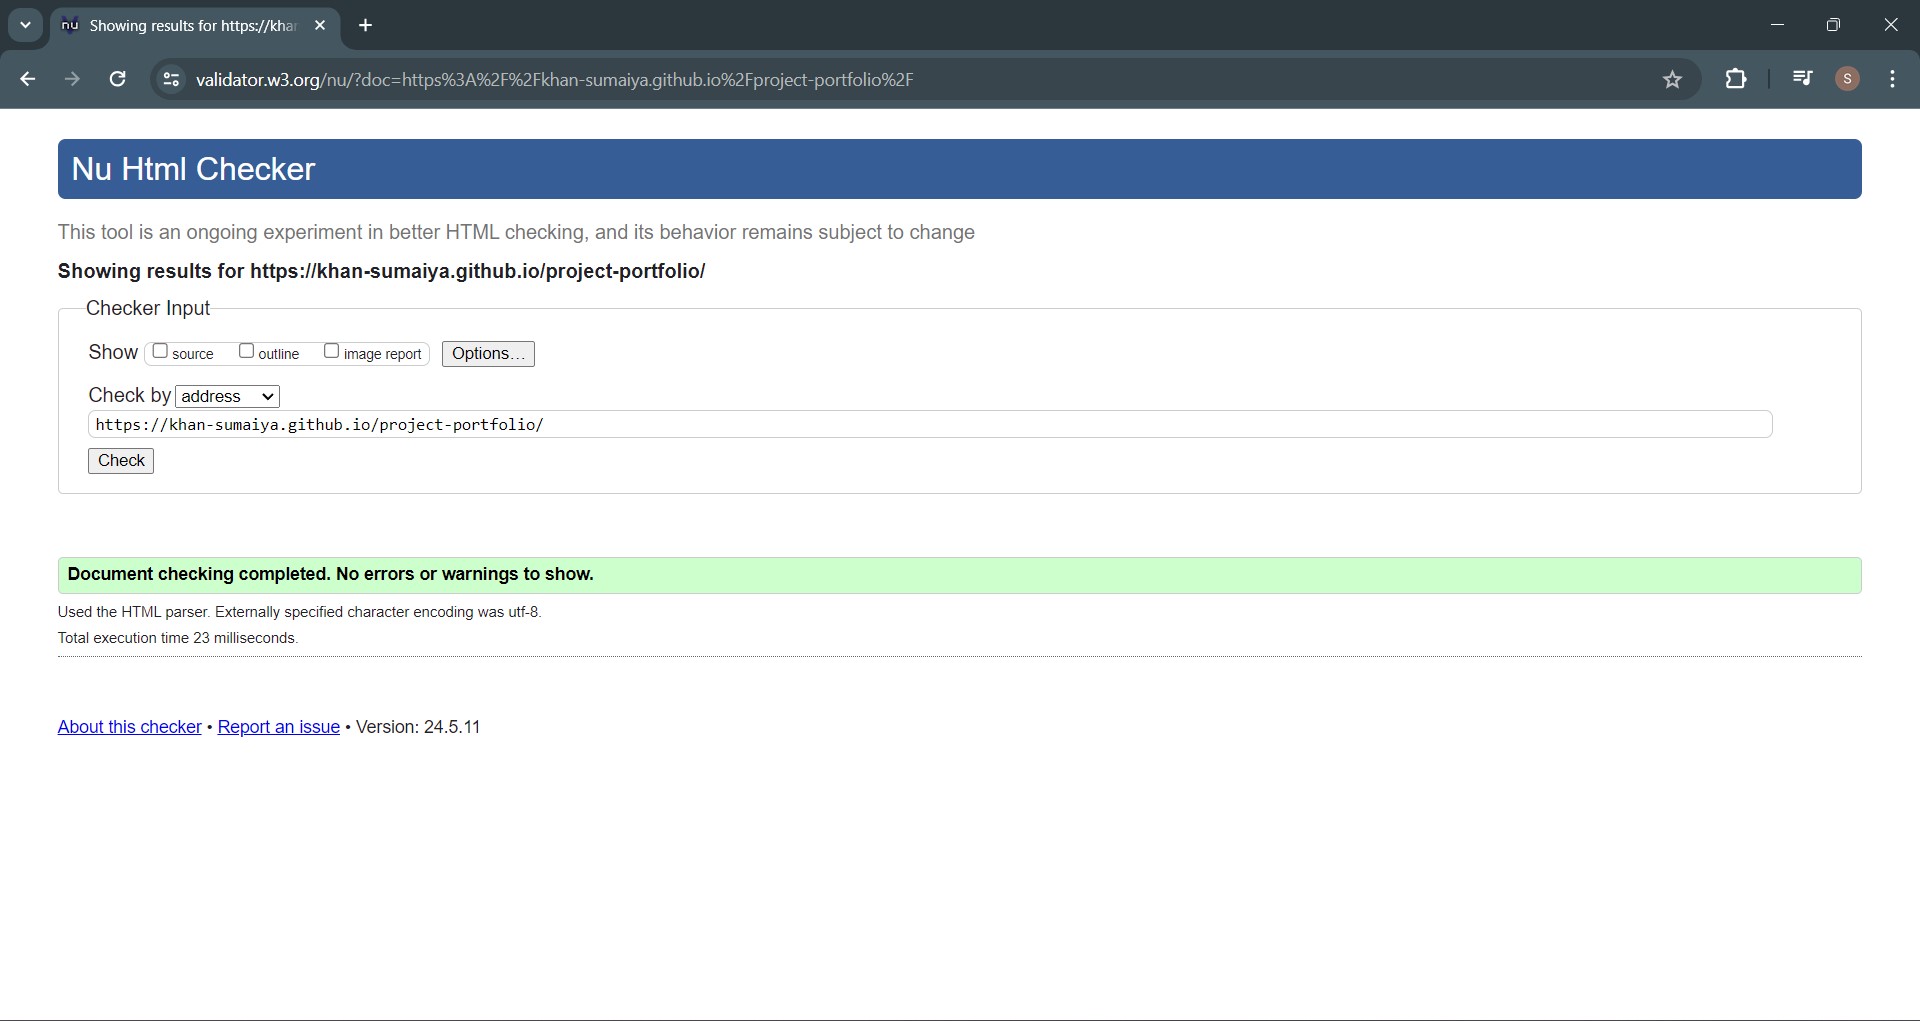 nu Showing results for https://khar
validator.w3.org/nu/?doc=https%3A%2F%2Fkhan-sumaiya.github.io%2Fproject-portfolio%2F
S
Nu Html Checker
This tool is an ongoing experiment in better HTML checking, and its behavior remains subject to change
Showing results for https://khan-sumaiya.github.io/project-portfolio/
Checker Input
Show source outline image report Options...
Check by address
https://khan-sumaiya.github.io/project-portfolio/
Check
Document checking completed. No errors or warnings to show.
Used the HTML parser. Externally specified character encoding was utf-8.
Total execution time 23 milliseconds.
About this checker • Report an issue • Version: 24.5.11